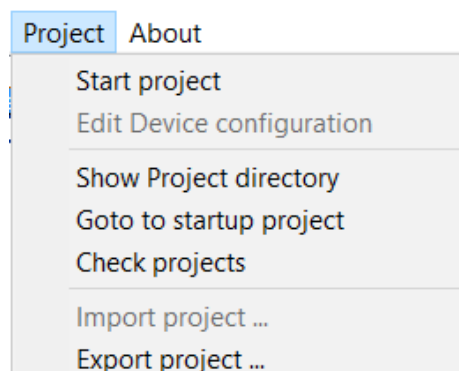 Project About
Start project
Edit Device configuration
Show Project directory
Goto to startup project
Check projects
Import project ...
Export project ...